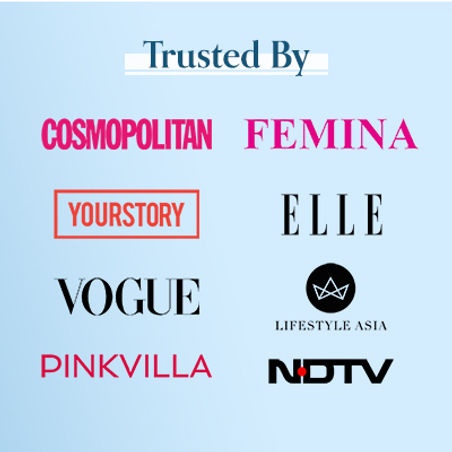 Trusted By
COSMOPOLITAN FEMINA
YOURSTORY ELLE
VOGUE
LIFESTYLE ASIA
PINKVILLA NDTV